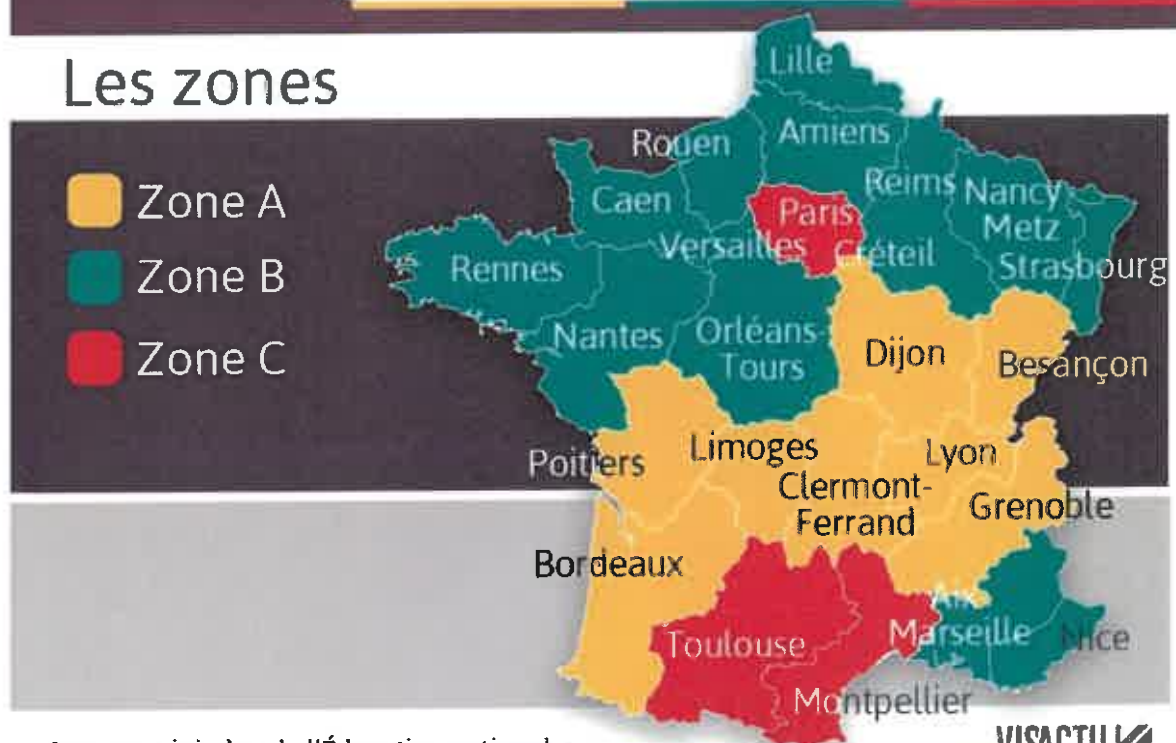 Les zones
Zone A
Zone B
Zone C
Lille
Amiens
Rouen
Caen
Reims
Nancy
Metz
Strasbourg
Paris
Versailles
Créteil
Rennes
Nantes
Orléans-
Tours
Dijon
Besançon
Poitiers
Limoges
Lyon
Clermont-
Ferrand
Grenoble
Bordeaux
Aix
Marseille
Nice
Toulouse
Montpellier
VISACTU